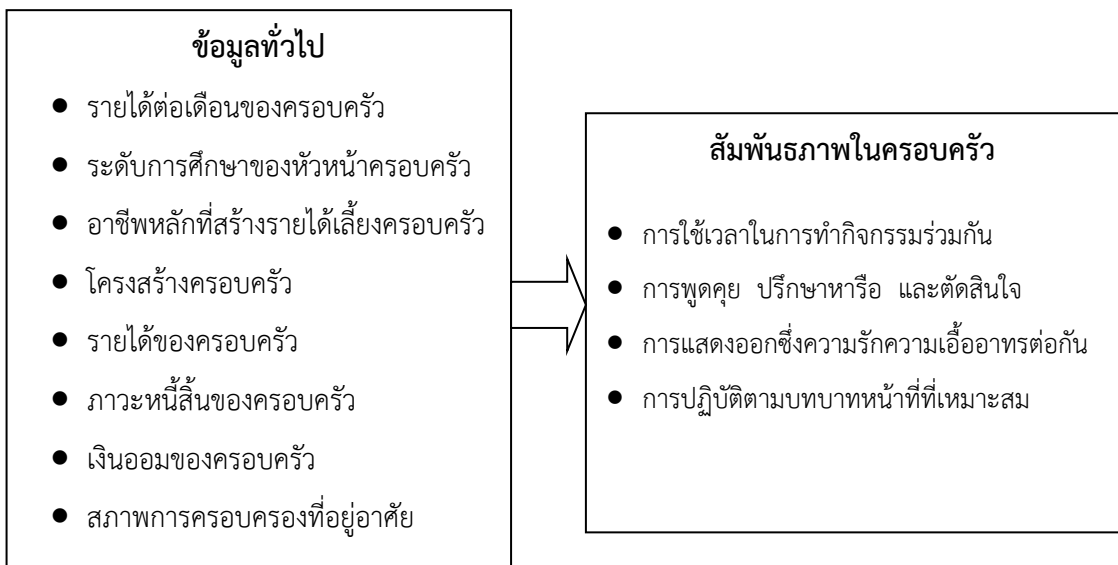 ข้อมูลทั่วไป
● รายได้ต่อเดือนของครอบครัว
● ระดับการศึกษาของหัวหน้าครอบครัว
● อาชีพหลักที่สร้างรายได้เลี้ยงครอบครัว
● โครงสร้างครอบครัว
● รายได้ของครอบครัว
● ภาวะหนี้สิ้นของครอบครัว
● เงินออมของครอบครัว
● สภาพการครอบครองที่อยู่อาศัย
สัมพันธภาพในครอบครัว
● การใช้เวลาในการทำกิจกรรมร่วมกัน
● การพูดคุย ปรึกษาหารือ และตัดสินใจ
● การแสดงออกซึ่งความรักความเอื้ออาทรต่อกัน
● การปฏิบัติตามบทบาทหน้าที่ที่เหมาะสม